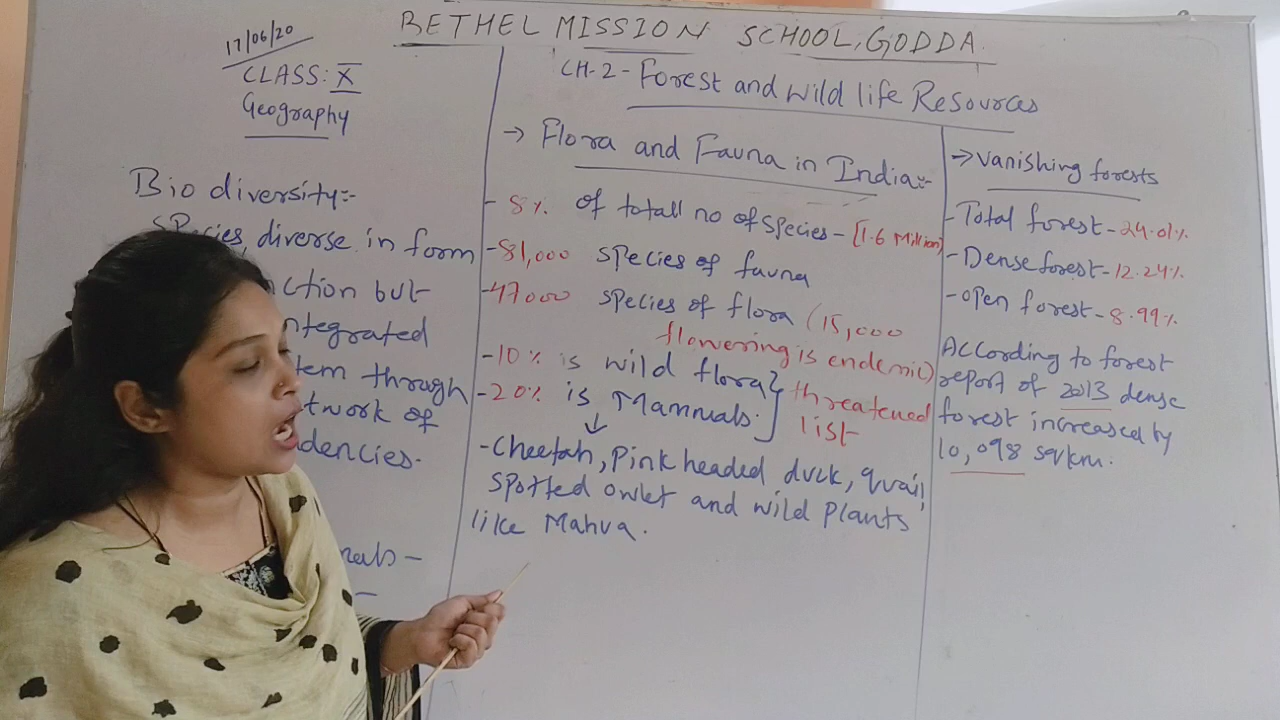 BETHEL MISSION SCHOOL, GODDA.
17/06/20
CLASS: X
Geography
CH-2 - Forest and wild life Resources
Bio diversity:-
Species, diverse in form
ction but
ntegrated
tem through
twork of
dencies.
→ Flora and Fauna in India:-
- 8% of totall no of species - [1.6 Million]
- 81,000 species of fauna
- 47000 species of flora (15,000
flowering is endemic)
- 10% is wild flora } threatened
- 20% is Mammals. list
- Cheetah, Pink headed duck, quail,
spotted owlet and wild plants
like Mahua.
→ Vanishing forests
- Total forest - 24.01%.
- Dense forest - 12.24%.
- open forest - 8.99%.
According to forest
report of 2013 dense
forest increased by
10,098 sqkm.